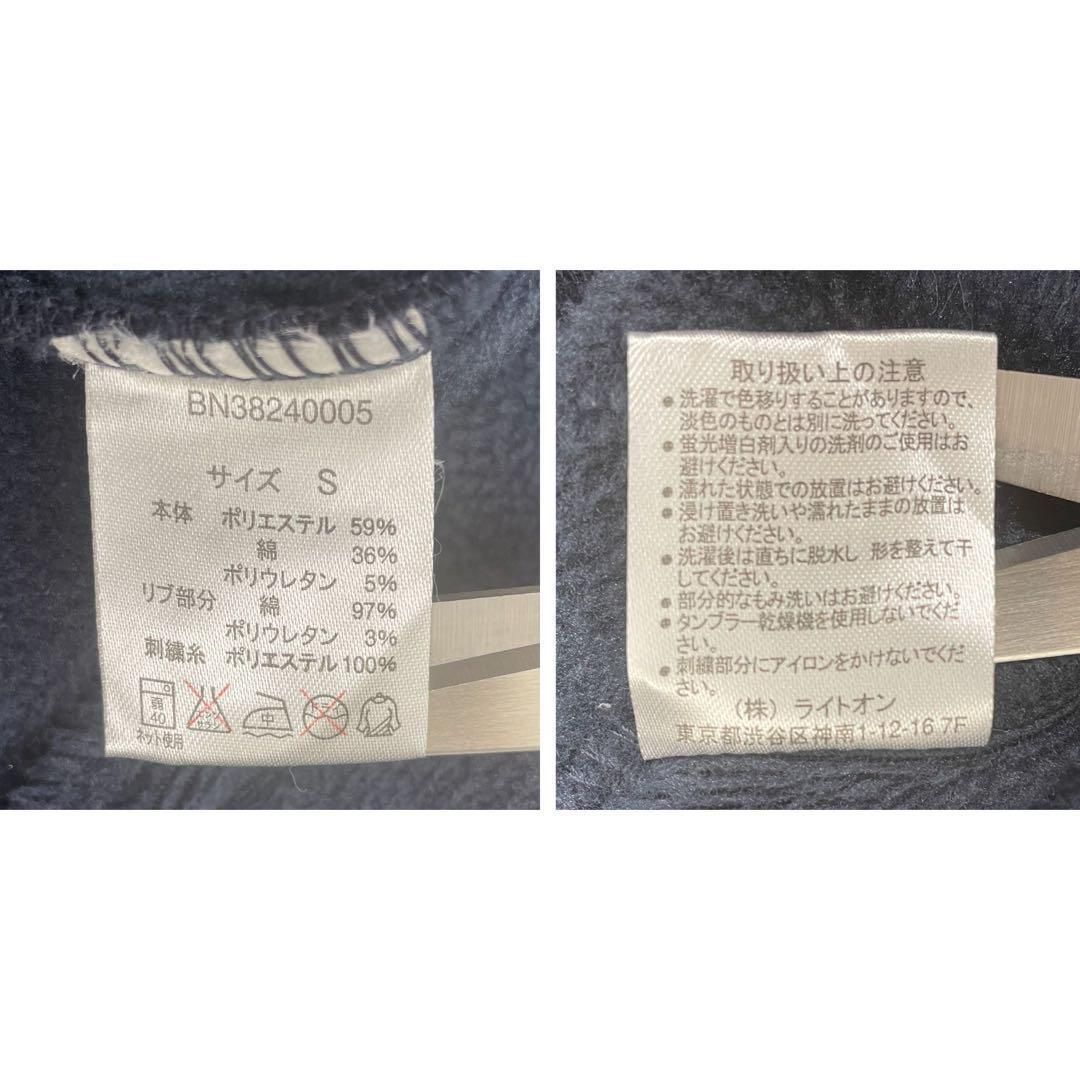 BN38240005
サイズ S
本体 ポリエステル 59%
綿 36%
ポリウレタン 5%
リブ部分 綿 97%
ポリウレタン 3%
刺繍糸 ポリエステル 100%
弱
40
中
ネット使用
取り扱い上の注意
●洗濯で色移りすることがありますので、
淡色のものとは別に洗ってください。
●蛍光増白剤入りの洗剤のご使用はお
避けください。
●濡れた状態での放置はお避けください。
●浸け置き洗いや濡れたままの放置は
お避けください。
●洗濯後は直ちに脱水し 形を整えて干
してください。
●部分的なもみ洗いはお避けください。
●タンブラー乾燥機を使用しないでくだ
さい。
●刺繍部分にアイロンをかけないでくだ
さい。
(株) ライトオン
東京都渋谷区神南1-12-16 7F